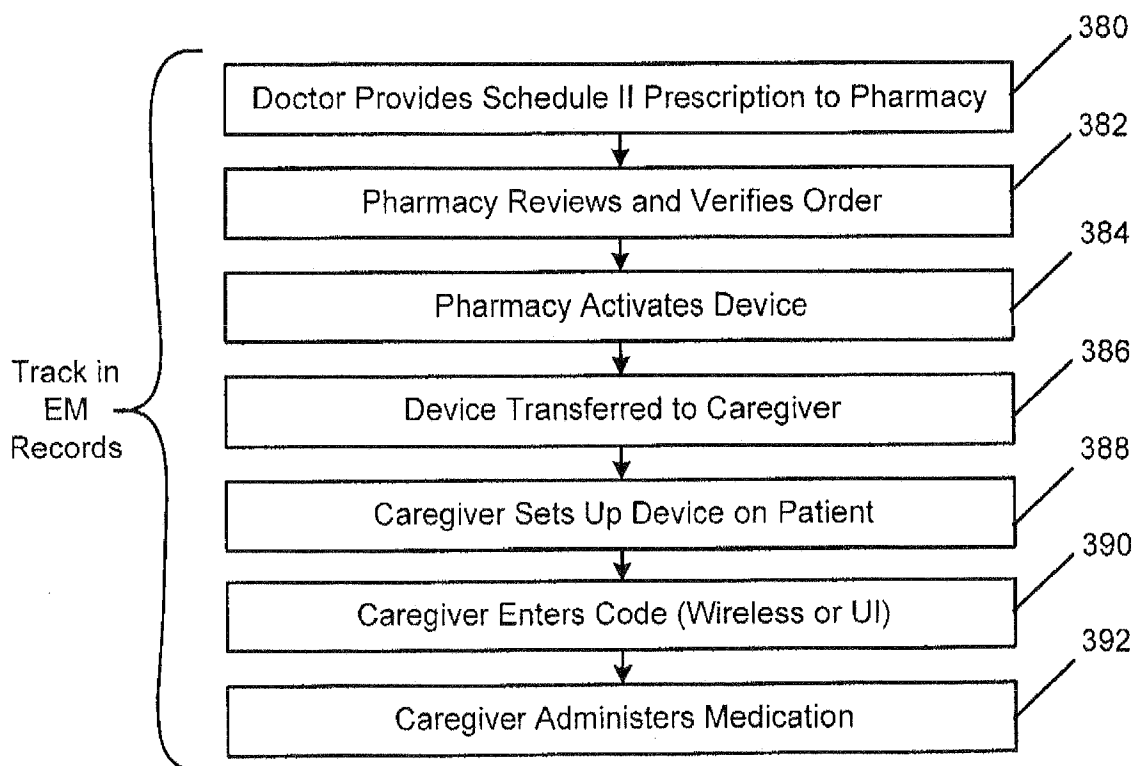 380
Doctor Provides Schedule II Prescription to Pharmacy
382
Pharmacy Reviews and Verifies Order
384
Pharmacy Activates Device
386
Track in
EM
Records
Device Transferred to Caregiver
388
Caregiver Sets Up Device on Patient
390
Caregiver Enters Code (Wireless or UI)
392
Caregiver Administers Medication